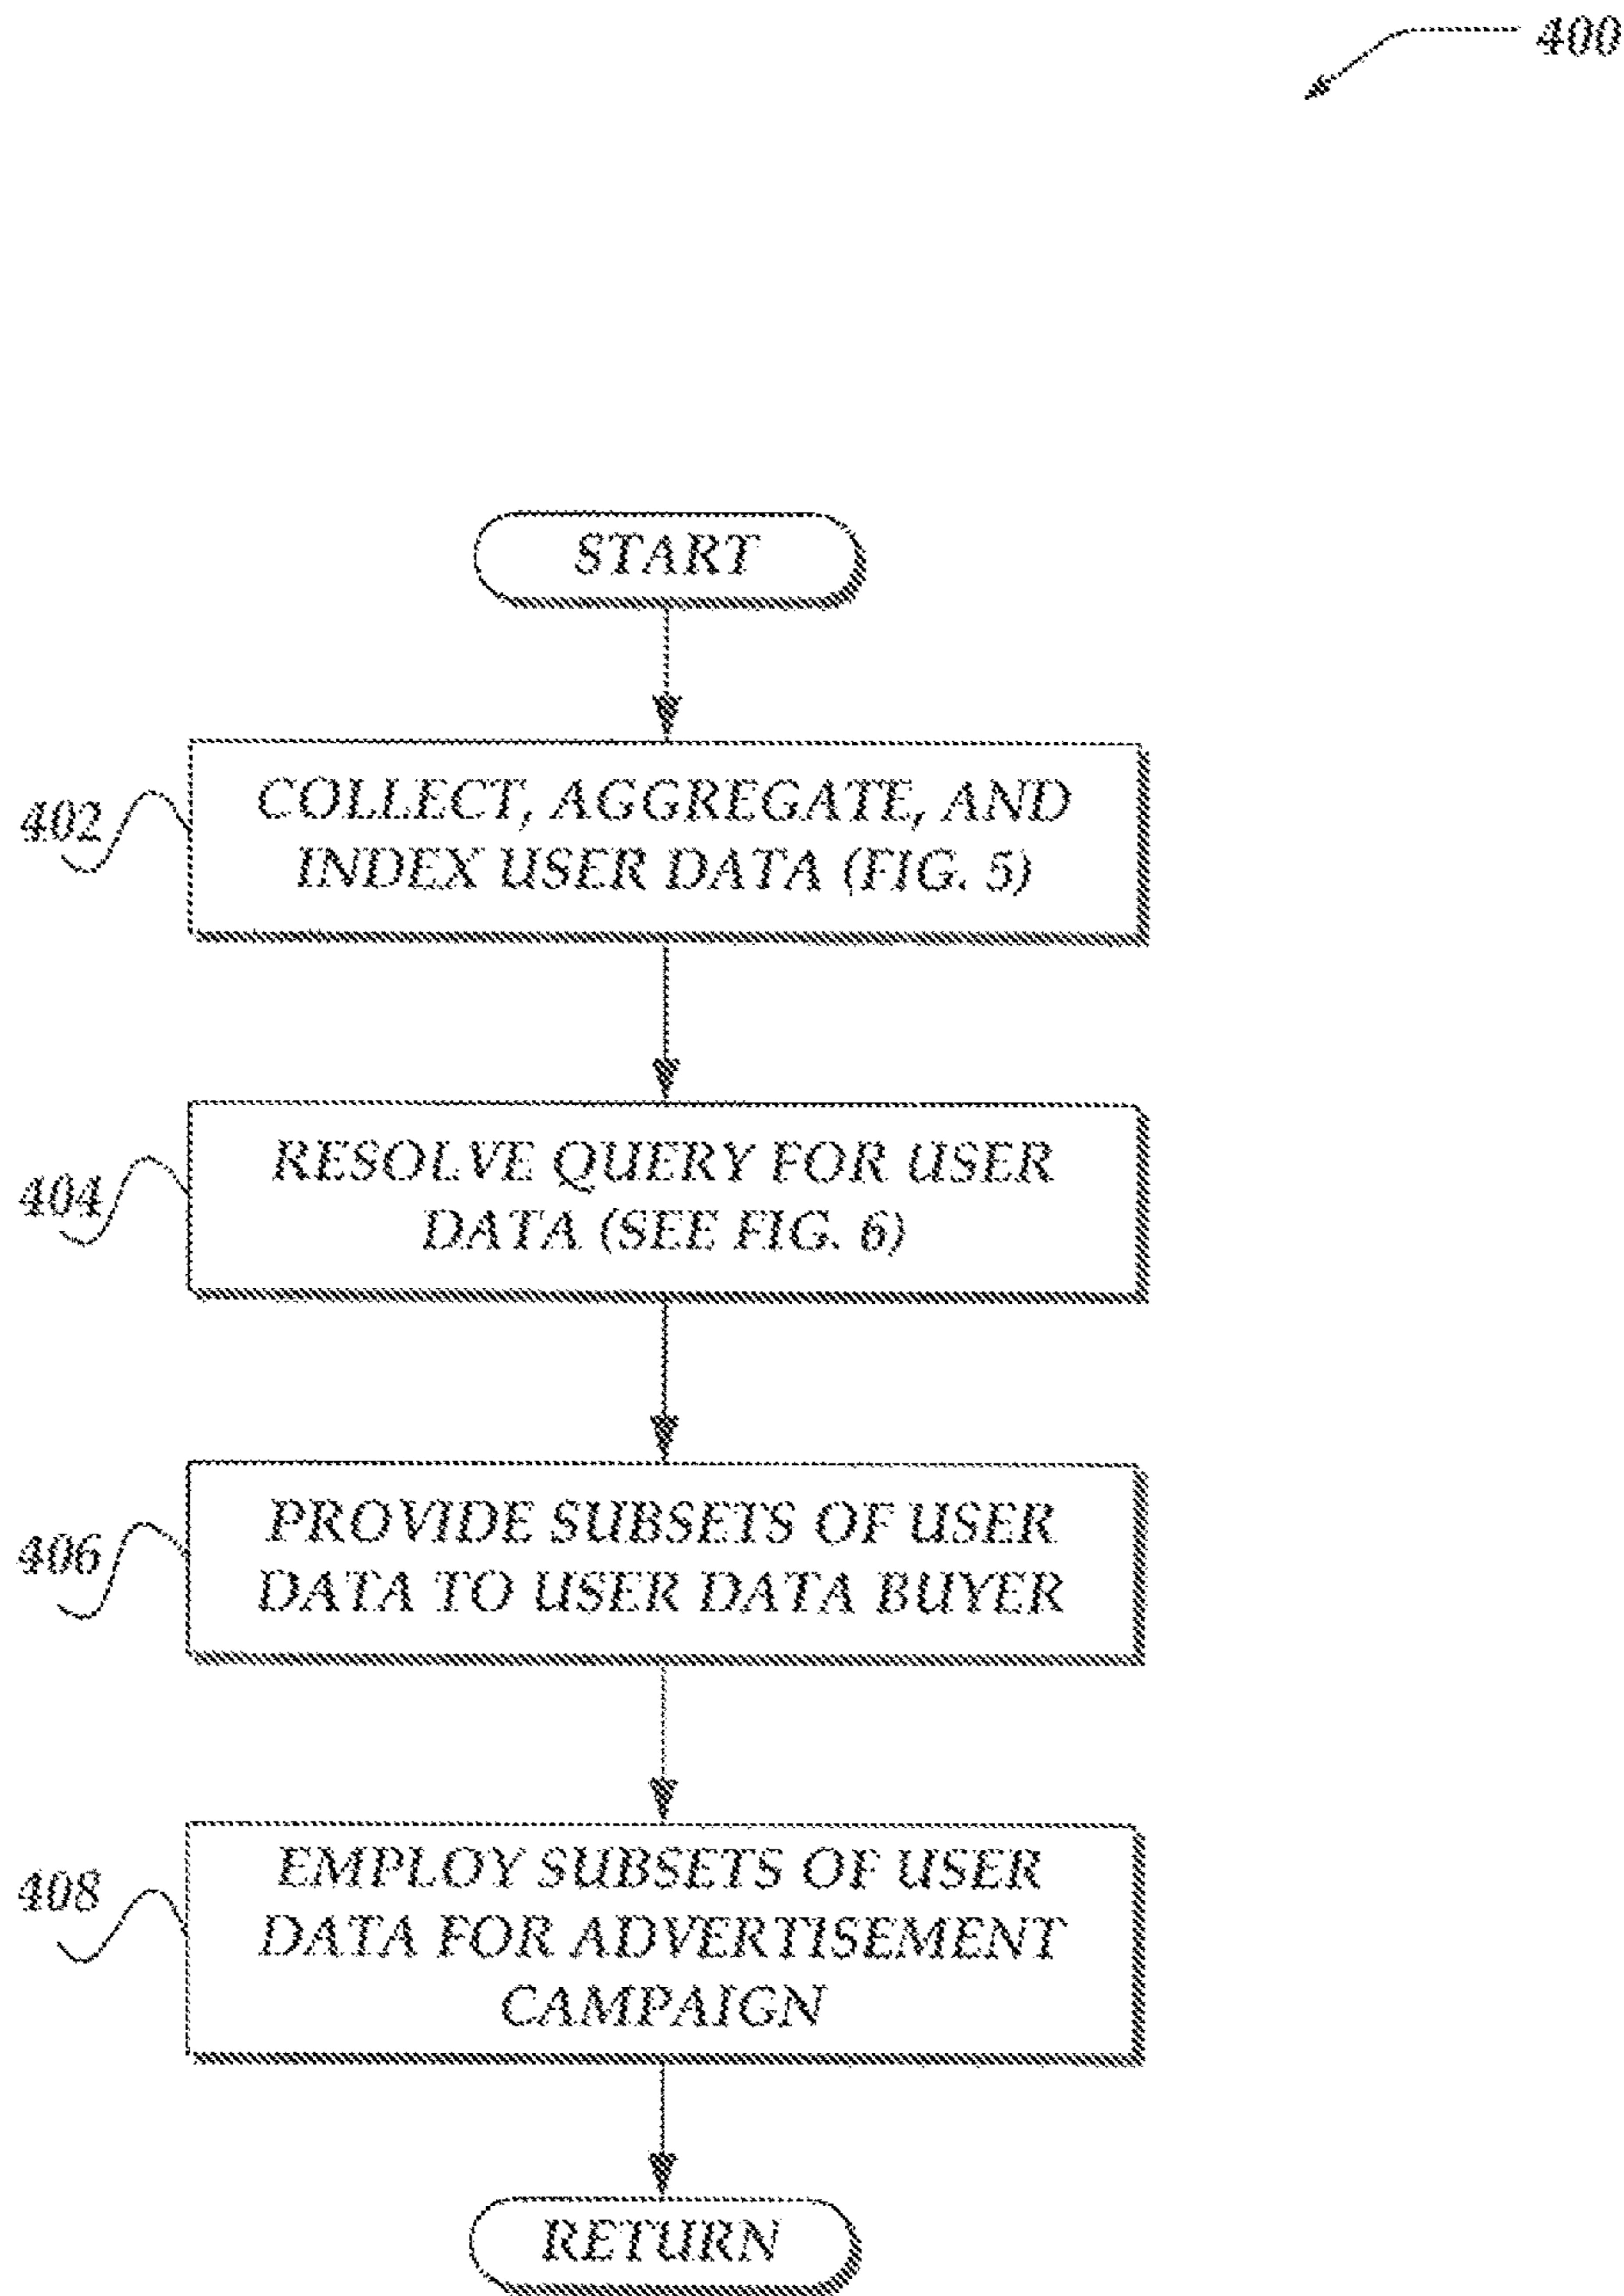 400
START
402
COLLECT, AGGREGATE, AND
INDEX USER DATA (FIG. 5)
404
RESOLVE QUERY FOR USER
DATA (SEE FIG. 6)
406
PROVIDE SUBSETS OF USER
DATA TO USER DATA BUYER
408
EMPLOY SUBSETS OF USER
DATA FOR ADVERTISEMENT
CAMPAIGN
RETURN